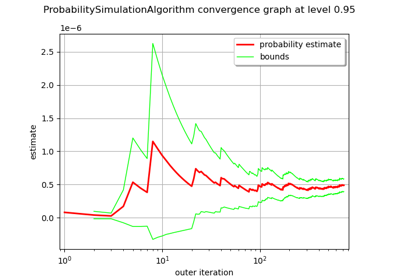 ProbabilitySimulationAlgorithm convergence graph at level 0.95
1e−6
probability estimate
bounds
2.5
2.0
1.5
1.0
0.5
0.0
estimate
10⁰
10¹
10²
outer iteration